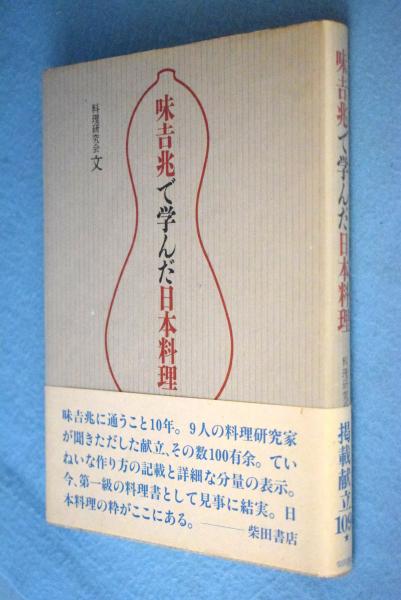 味吉兆で学んだ日本料理
料理研究会 文
味吉兆に通うこと10年。9人の料理研究家
が聞きただした献立、その数100有余。てい
ねいな作り方の記載と詳細な分量の表示。
今、第一級の料理書として見事に結実。日
本料理の粋がここにある。――柴田書店
味吉兆で学んだ日本料理
料理研究
掲載献立